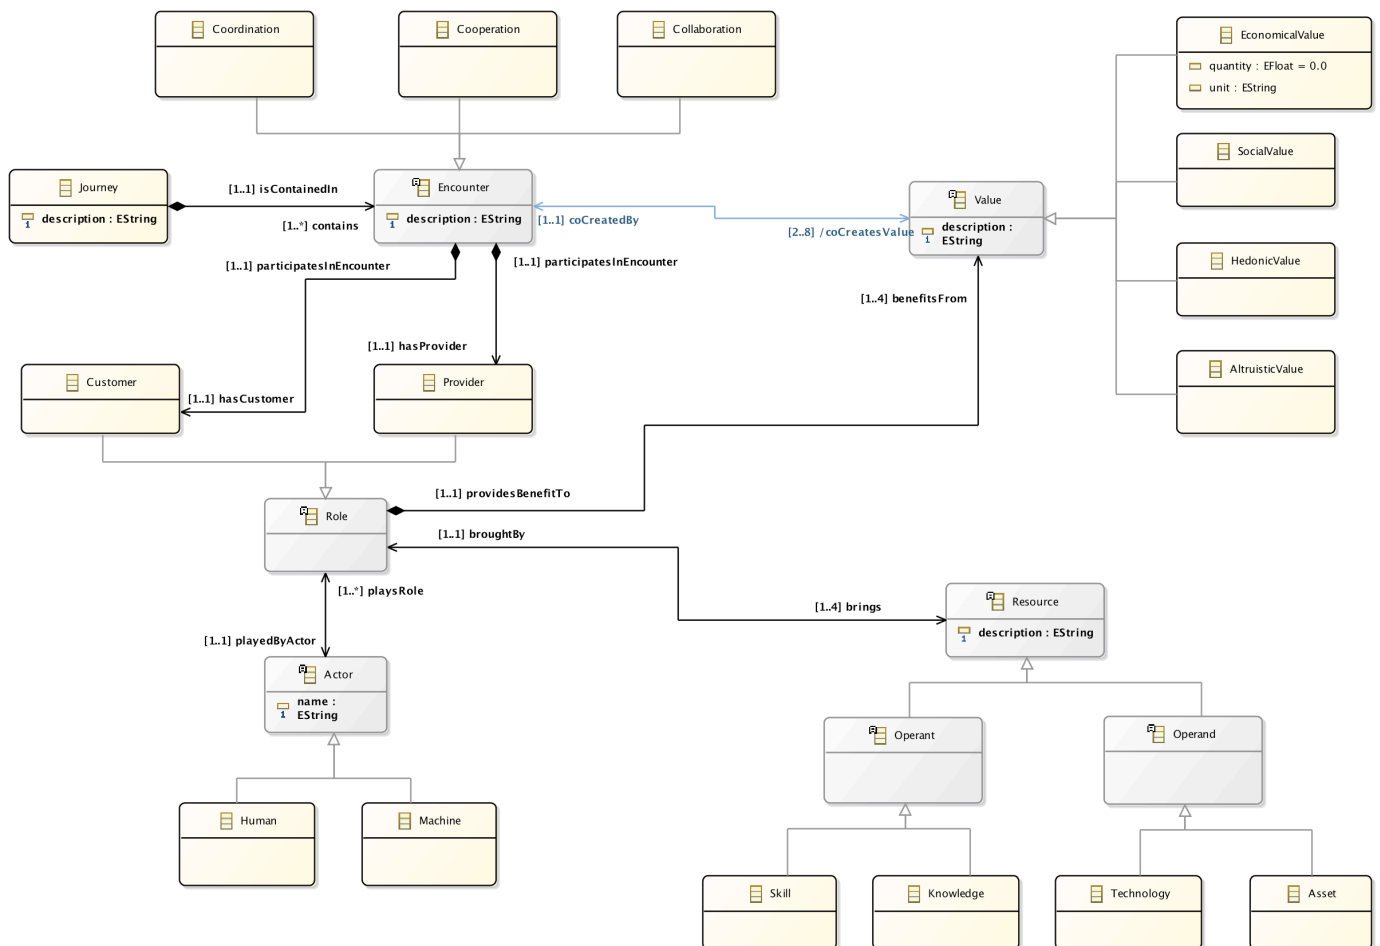 Coordination
Cooperation
Collaboration
EconomicalValue
quantity : EFloat = 0.0
unit : EString
SocialValue
Journey
description : EString
[1..1] isContainedIn
[1..*] contains
Encounter
description : EString
[1..1] coCreatedBy
[2..8] /coCreatesValue
Value
description :
EString
HedonicValue
[1..1] participatesInEncounter
[1..1] participatesInEncounter
[1..4] benefitsFrom
[1..1] hasProvider
AltruisticValue
Customer
[1..1] hasCustomer
Provider
[1..1] providesBenefitTo
Role
[1..1] broughtBy
[1..*] playsRole
[1..4] brings
Resource
description : EString
[1..1] playedByActor
Actor
name :
EString
Operant
Operand
Human
Machine
Skill
Knowledge
Technology
Asset